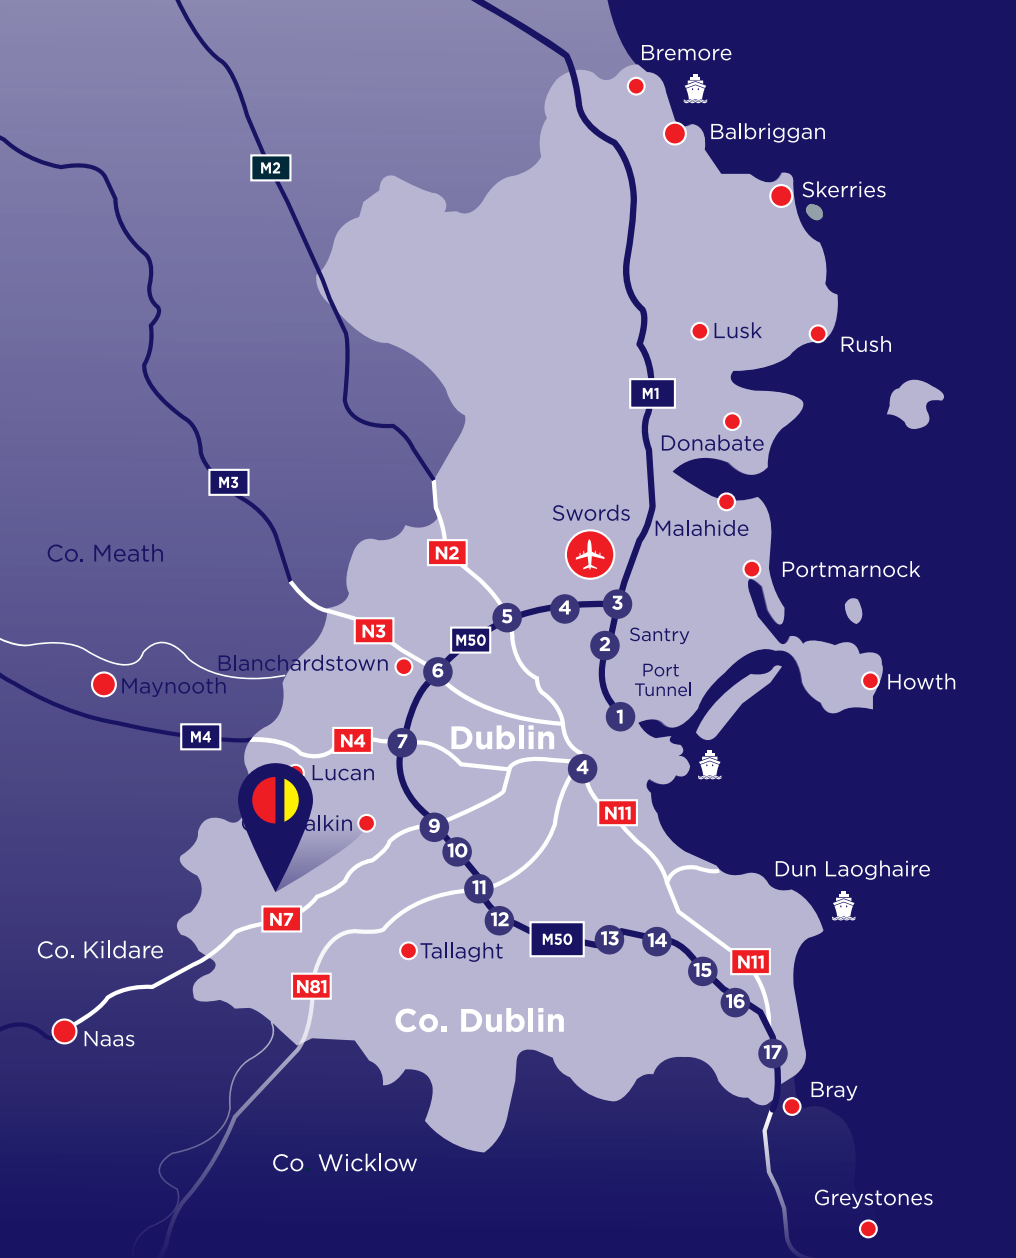 Bremore
Balbriggan
M2
Skerries
Lusk
Rush
M1
Donabate
M3
Swords
Malahide
Co. Meath
N2
Portmarnock
5
4
3
N3
M50
2
Santry
Blanchardstown
6
Port
Tunnel
Maynooth
Howth
1
M4
N4
7
Dublin
Lucan
4
N11
alkin
9
10
Dun Laoghaire
11
N7
12
M50
13
14
Co. Kildare
Tallaght
15
N11
N81
16
Co. Dublin
Naas
17
Bray
Co Wicklow
Greystones